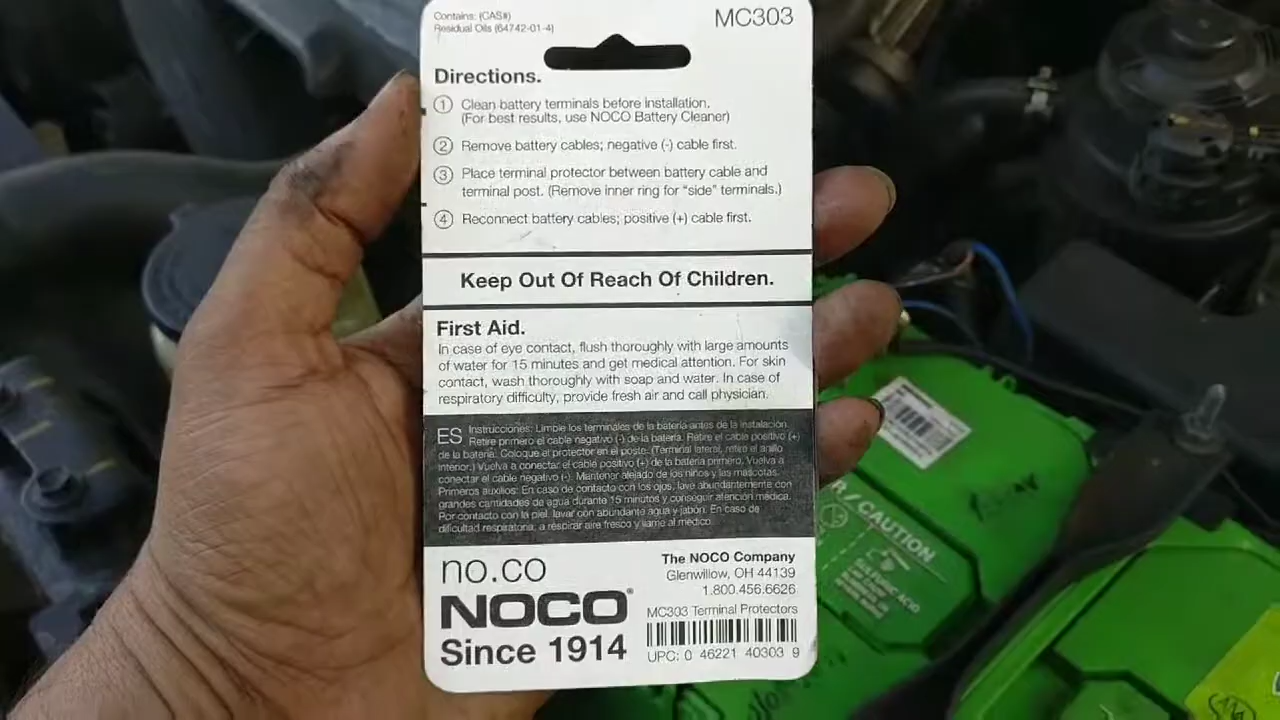 Contains: (CAS#)
Residual Oils (64742-01-4)
MC303
Directions.
1 Clean battery terminals before installation.
(For best results, use NOCO Battery Cleaner)
2 Remove battery cables; negative (-) cable first.
3 Place terminal protector between battery cable and
terminal post. (Remove inner ring for “side” terminals.)
4 Reconnect battery cables; positive (+) cable first.
Keep Out Of Reach Of Children.
First Aid.
In case of eye contact, flush thoroughly with large amounts
of water for 15 minutes and get medical attention. For skin
contact, wash thoroughly with soap and water. In case of
respiratory difficulty, provide fresh air and call physician.
ES Instrucciones: Limpie los terminales de la batería antes de la instalación.
Retire primero el cable negativo (-) de la batería. Retire el cable positivo (+)
de la batería. Coloque el protector en el poste. (Terminal lateral, retire el anillo
interior.) Vuelva a conectar el cable positivo (+) de la batería primero. Vuelva a
conectar el cable negativo (-). Mantener alejado de los niños y las mascotas.
Primeros auxilios: En caso de contacto con los ojos, lave abundantemente con
grandes cantidades de agua durante 15 minutos y conseguir atención médica.
Por contacto con la piel, lavar con abundante agua y jabón. En caso de
dificultad respiratoria, a respirar aire fresco y llame al médico.
no.co
NOCO®
Since 1914
The NOCO Company
Glenwillow, OH 44139
1.800.456.6626
MC303 Terminal Protectors
UPC: 0 46221 40303 9
/ CAUTION
SULFURIC ACID